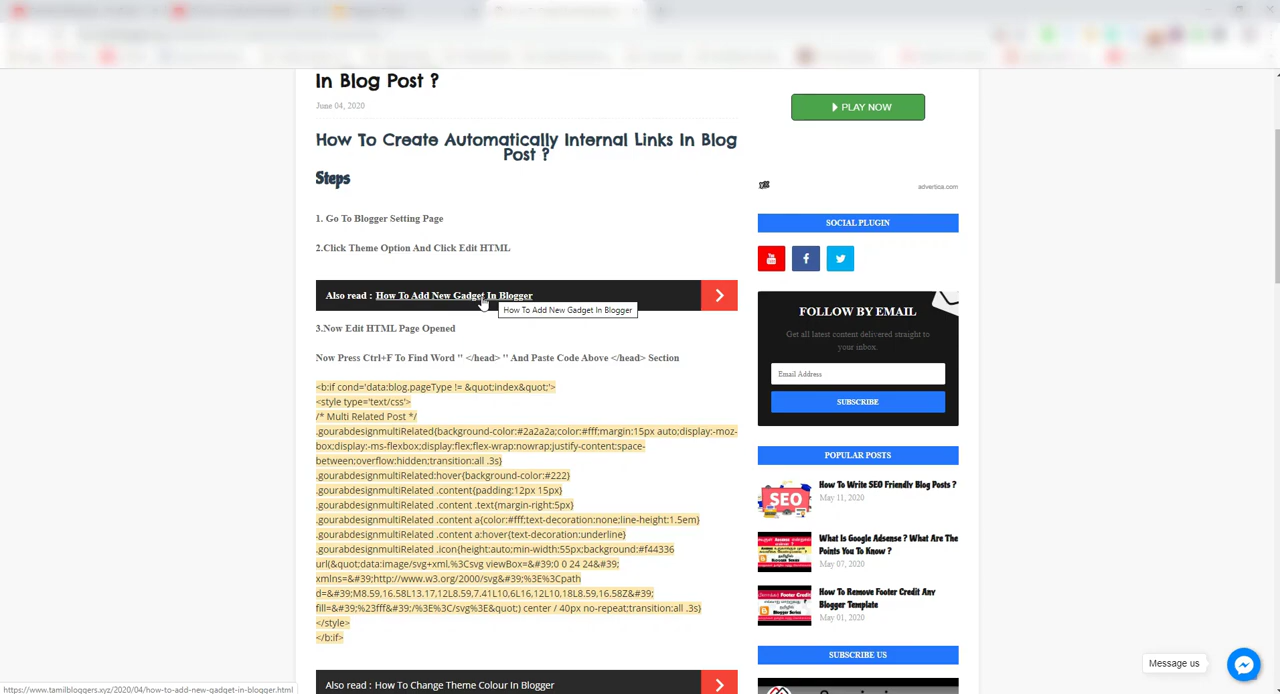 In Blog Post ?
June 04, 2020
How To Create Automatically Internal Links In Blog
Post ?
Steps
1. Go To Blogger Setting Page
2.Click Theme Option And Click Edit HTML
Also read : How To Add New Gadget In Blogger
How To Add New Gadget In Blogger
3.Now Edit HTML Page Opened
Now Press Ctrl+F To Find Word " </head> " And Paste Code Above </head> Section
<b:if cond='data:blog.pageType != &quot;index&quot;'>
<style type='text/css'>
/* Multi Related Post */
.gourabdesignmultiRelated{background-color:#2a2a2a;color:#fff;margin:15px auto;display:-moz-
box;display:-ms-flexbox;display:flex;flex-wrap:nowrap;justify-content:space-
between;overflow:hidden;transition:all .3s}
.gourabdesignmultiRelated:hover{background-color:#222}
.gourabdesignmultiRelated .content{padding:12px 15px}
.gourabdesignmultiRelated .content .text{margin-right:5px}
.gourabdesignmultiRelated .content a{color:#fff;text-decoration:none;line-height:1.5em}
.gourabdesignmultiRelated .content a:hover{text-decoration:underline}
.gourabdesignmultiRelated .icon{height:auto;min-width:55px;background:#f44336
url(&quot;data:image/svg+xml,%3Csvg viewBox=&#39;0 0 24 24&#39;
xmlns=&#39;http://www.w3.org/2000/svg&#39;%3E%3Cpath
d=&#39;M8.59,16.58L13.17,12L8.59,7.41L10,6L16,12L10,18L8.59,16.58Z&#39;
fill=&#39;%23fff&#39;/%3E%3C/svg%3E&quot;) center / 40px no-repeat;transition:all .3s}
</style>
</b:if>
Also read : How To Change Theme Colour In Blogger
https://www.tamilbloggers.xyz/2020/04/how-to-add-new-gadget-in-blogger.html
PLAY NOW
advertica.com
SOCIAL PLUGIN
FOLLOW BY EMAIL
Get all latest content delivered straight to
your inbox.
Email Address
SUBSCRIBE
POPULAR POSTS
SEO
How To Write SEO Friendly Blog Posts ?
May 11, 2020
What Is Google Adsense ? What Are The
Points You To Know ?
May 07, 2020
How To Remove Footer Credit Any
Blogger Template
May 01, 2020
SUBSCRIBE US
Message us